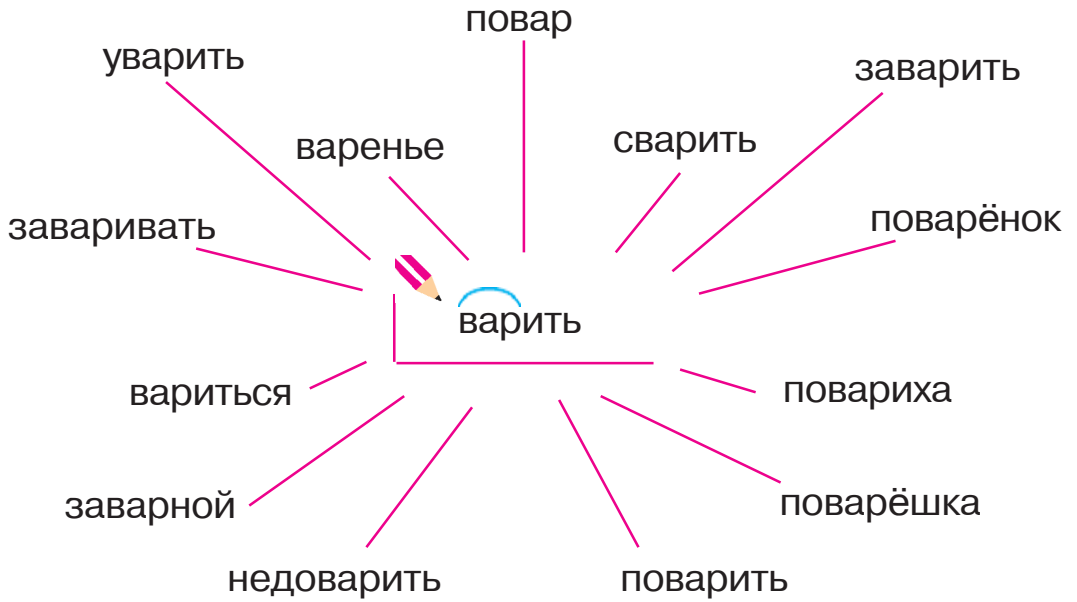 повар
уварить
заварить
варенье
сварить
заваривать
поварёнок
варить
вариться
повариха
заварной
поварёшка
недоварить
поварить